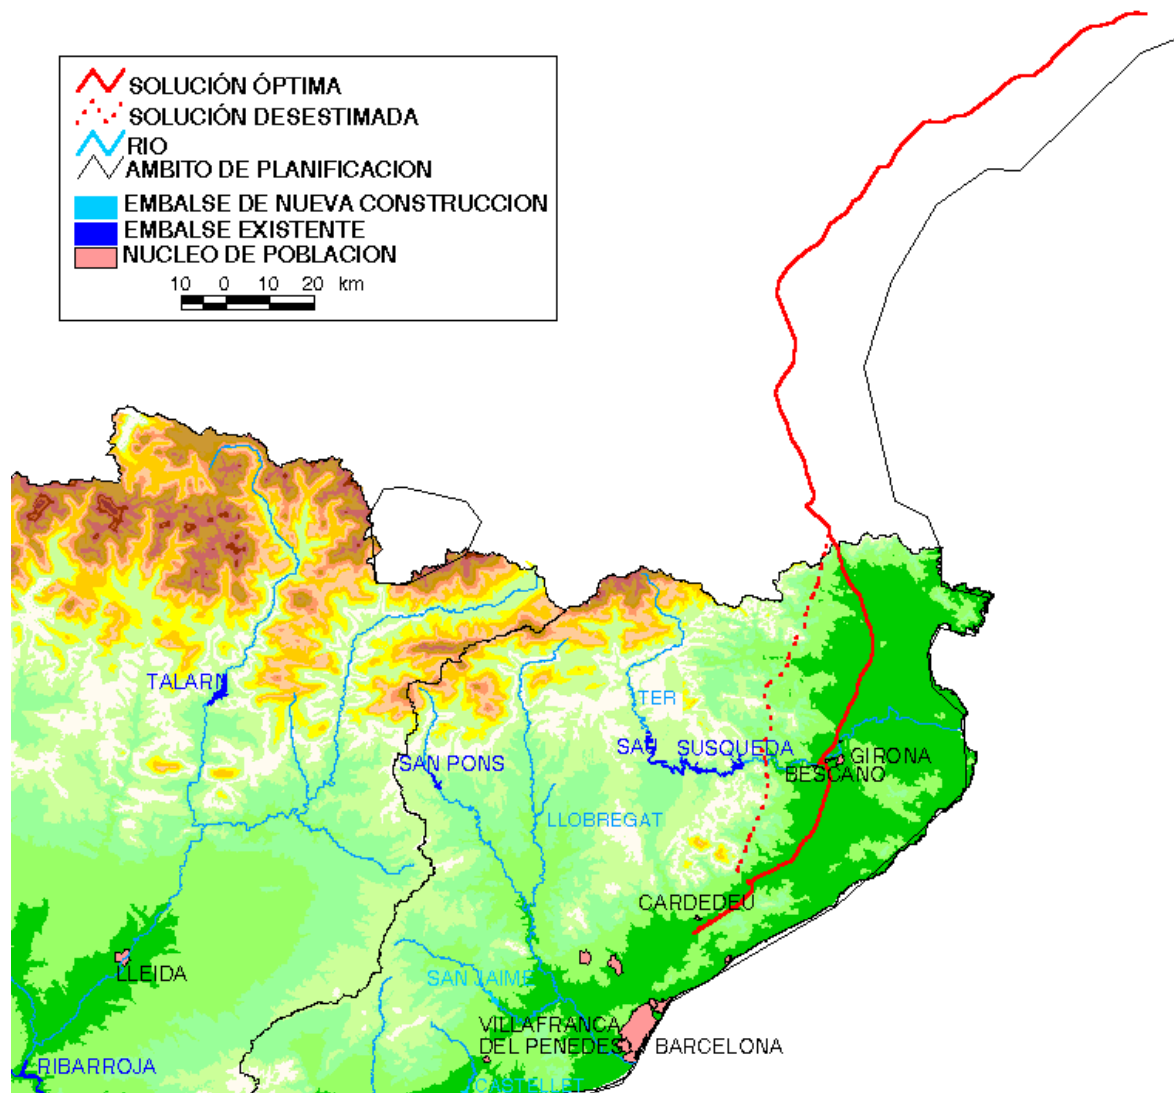 SOLUCIÓN ÓPTIMA
SOLUCIÓN DESESTIMADA
RIO
AMBITO DE PLANIFICACION
EMBALSE DE NUEVA CONSTRUCCION
EMBALSE EXISTENTE
NUCLEO DE POBLACION
10 0 10 20 km
TALARN
TER
SAU SUSQUEDA
GIRONA
BESCANO
SAN PONS
LLOBREGAT
CARDEDEU
LLEIDA
SAN JAIME
VILLAFRANCA
DEL PENEDES
BARCELONA
RIBARROJA
CASTELLET